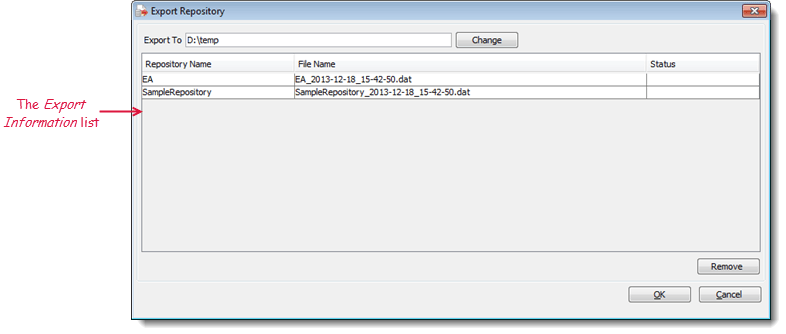 Export Repository
Export To D:\temp Change
Repository Name File Name Status
EA EA_2013-12-18_15-42-50.dat
SampleRepository SampleRepository_2013-12-18_15-42-50.dat
The Export
Information list
Remove
OK Cancel